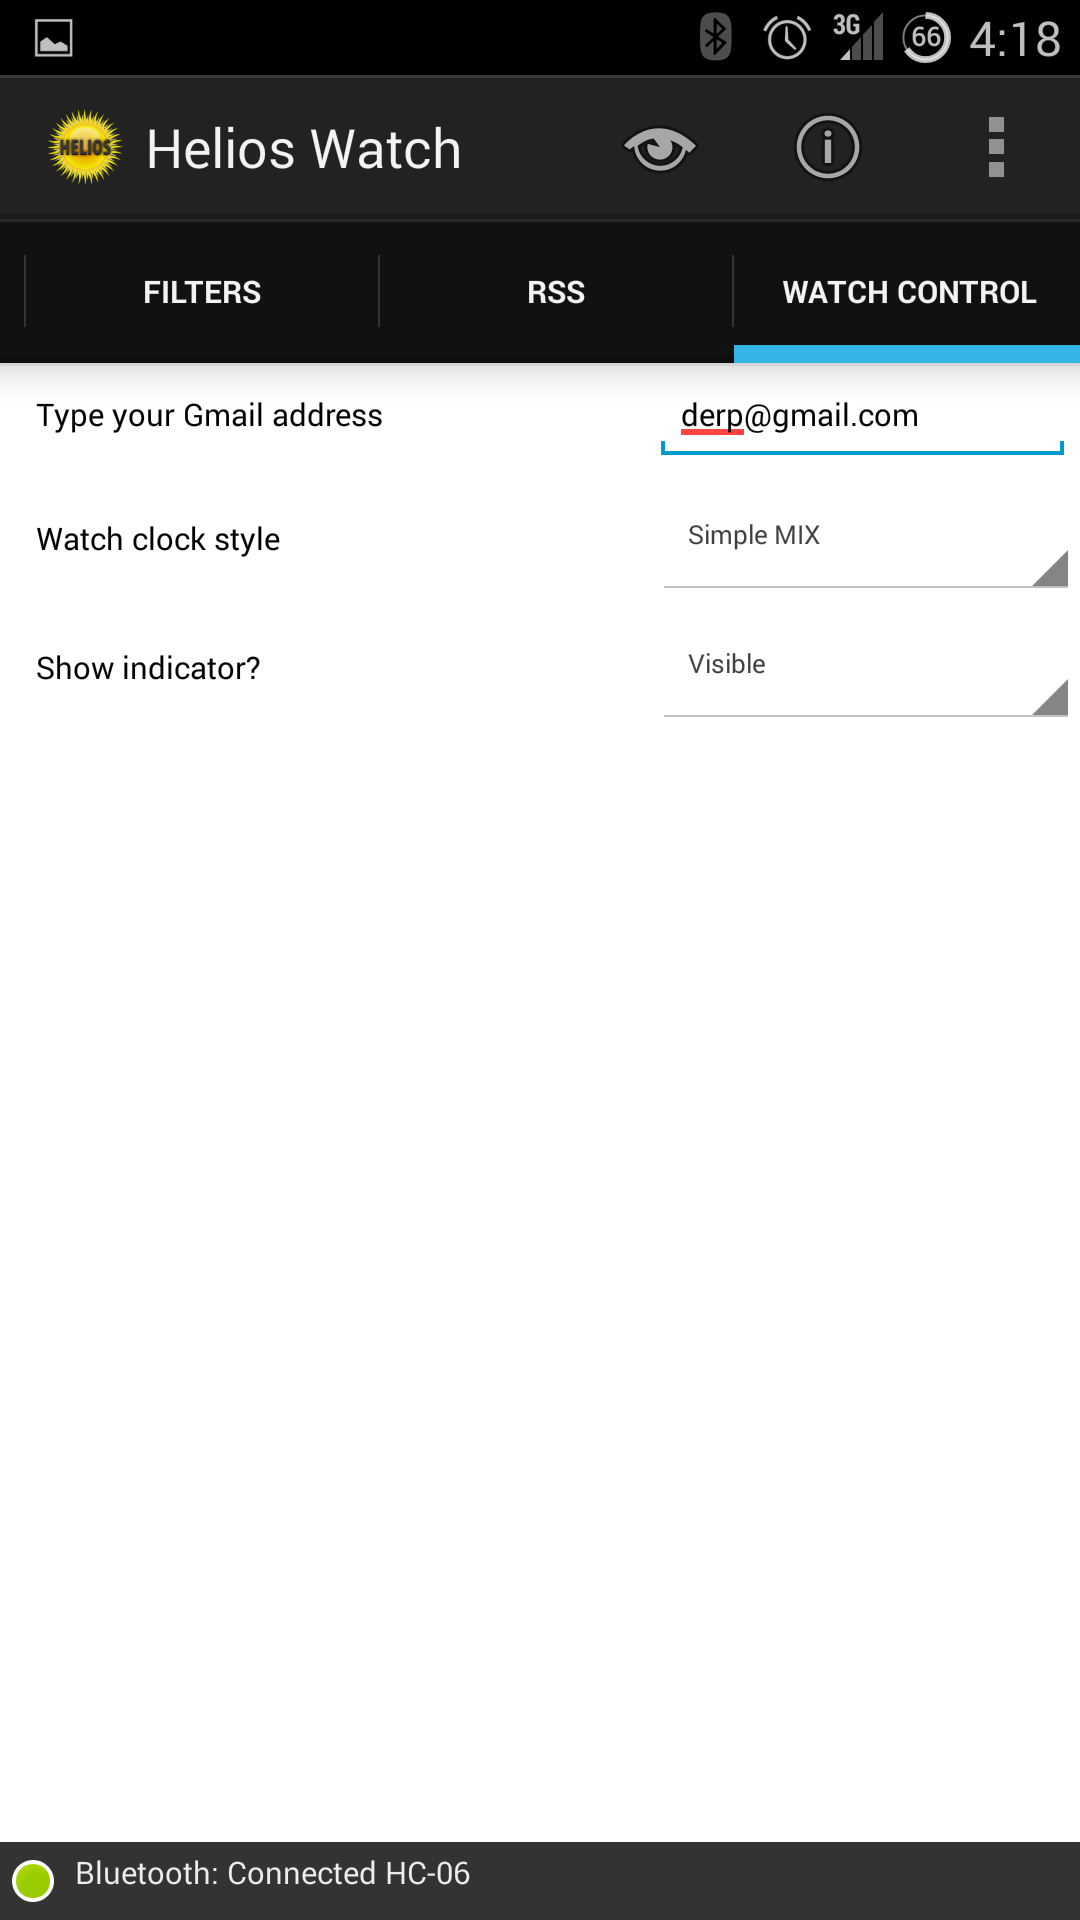 3G 66 4:18
HELIOS Helios Watch
FILTERS RSS WATCH CONTROL
Type your Gmail address derp@gmail.com
Watch clock style Simple MIX
Show indicator? Visible
Bluetooth: Connected HC-06